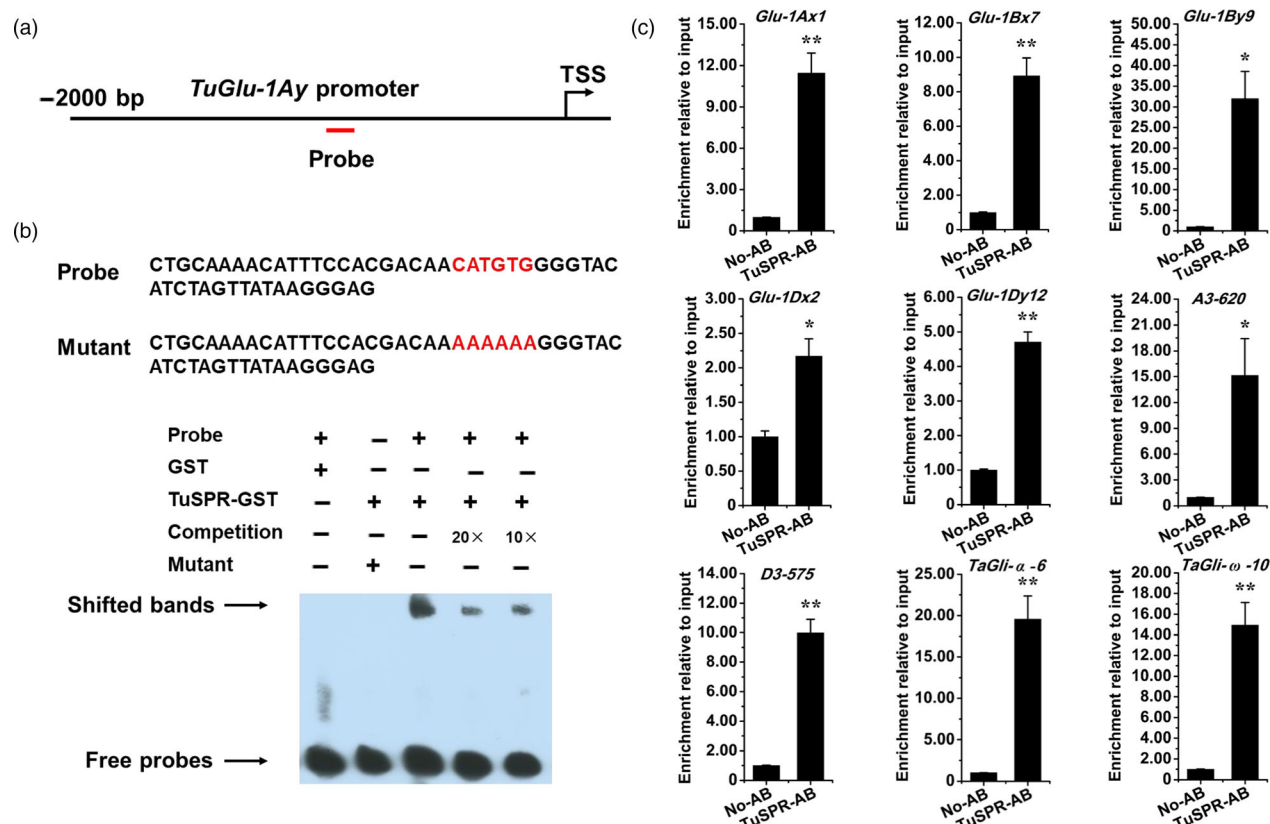 (a)
−2000 bp
TuGlu-1Ay promoter
TSS
Probe
(b)
Probe
CTGCAAAACATTTCCACGACAACATGTGGGGTAC
ATCTAGTTATAAGGGAG
Mutant
CTGCAAAACATTTCCACGACAAAAAAAAGGGTAC
ATCTAGTTATAAGGGAG
Probe + − + + +
GST + − − − −
TuSPR-GST − + + + +
Competition − − − 20× 10×
Mutant − + − − −
Shifted bands
Free probes
(c)
Glu-1Ax1
Enrichment relative to input
15.00
12.00
9.00
6.00
3.00
0.00
**
No-AB
TuSPR-AB
Glu-1Bx7
Enrichment relative to input
12.00
10.00
8.00
6.00
4.00
2.00
0.00
**
No-AB
TuSPR-AB
Glu-1By9
Enrichment relative to input
50.00
45.00
40.00
35.00
30.00
25.00
20.00
15.00
10.00
5.00
0.00
*
No-AB
TuSPR-AB
Glu-1Dx2
Enrichment relative to input
3.00
2.50
2.00
1.00
0.50
0
*
No-AB
TuSPR-AB
Glu-1Dy12
Enrichment relative to input
6.00
5.00
4.00
3.00
2.00
1.00
0.00
**
No-AB
TuSPR-AB
A3-620
Enrichment relative to input
24.00
21.00
18.00
15.00
12.00
9.00
6.00
3.00
0.00
*
No-AB
TuSPR-AB
D3-575
Enrichment relative to input
14.00
12.00
10.00
8.00
6.00
4.00
2.00
0.00
**
No-AB
TuSPR-AB
TaGli-α-6
Enrichment relative to input
25.00
20.00
15.00
10.00
5.00
0.00
**
No-AB
TuSPR-AB
TaGli-ω-10
Enrichment relative to input
20.00
18.00
16.00
14.00
12.00
10.00
8.00
6.00
4.00
2.00
0.00
**
No-AB
TuSPR-AB